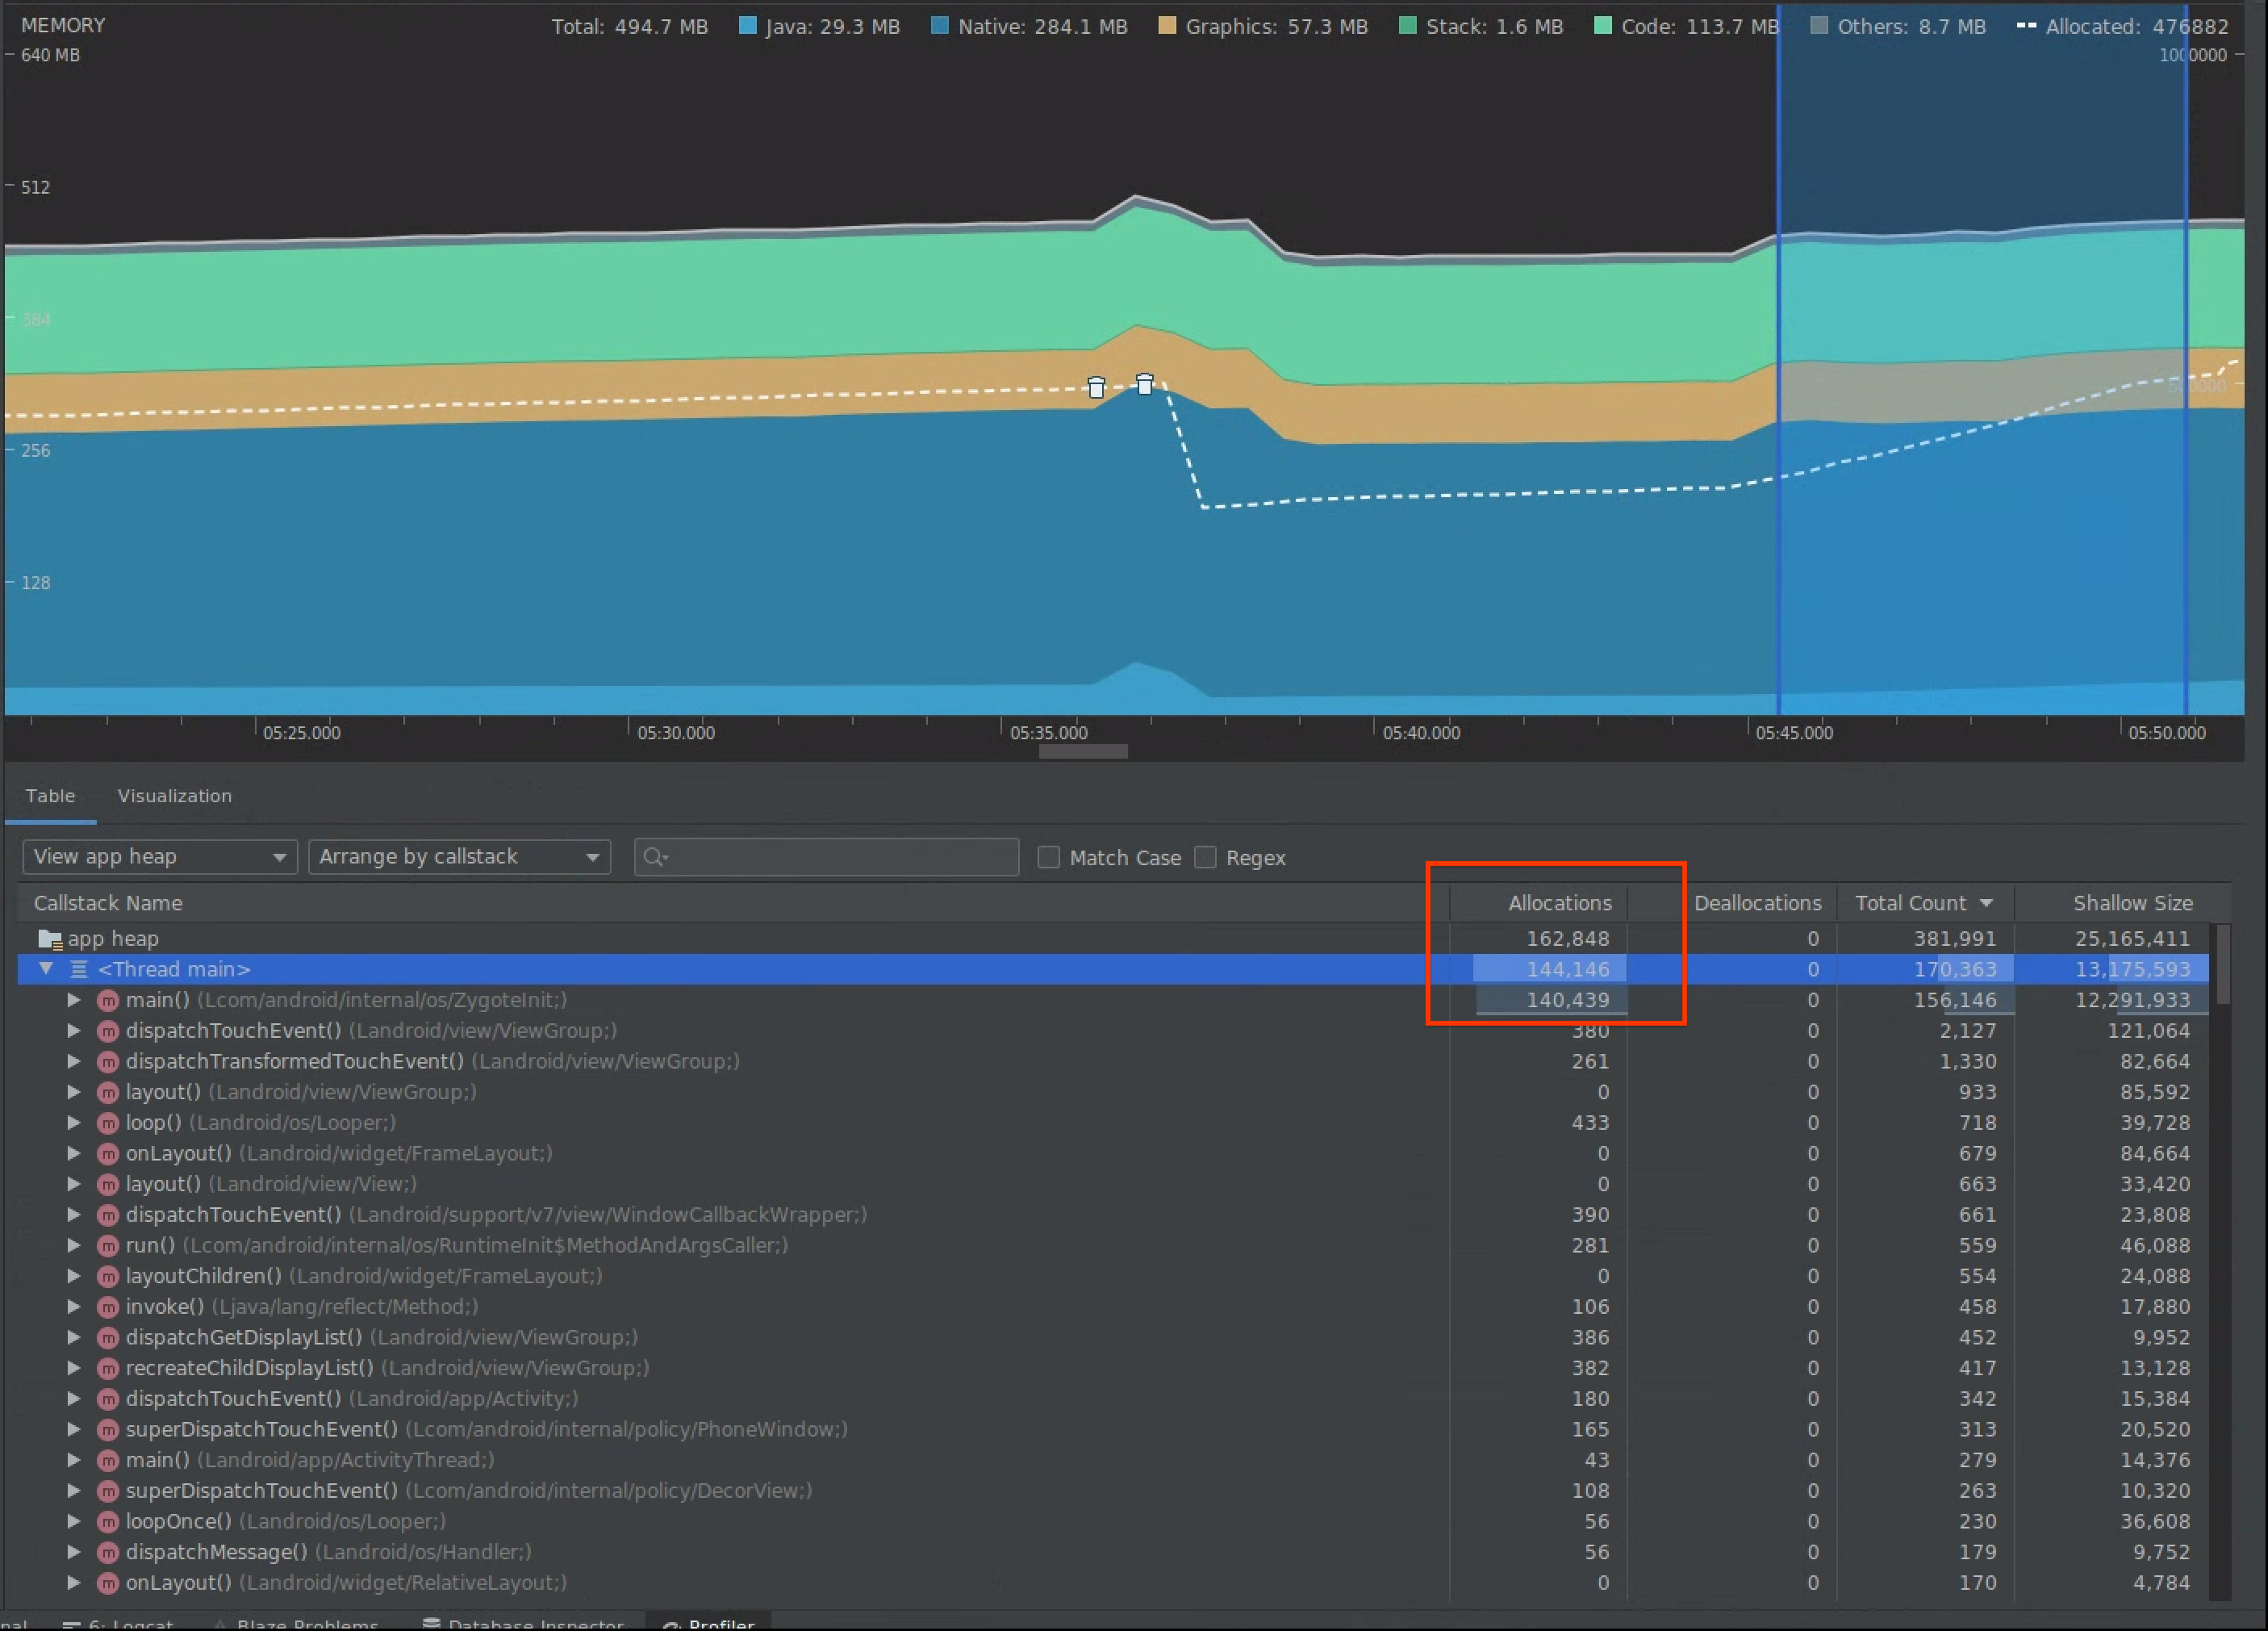 MEMORY Total: 494.7 MB Java: 29.3 MB Native: 284.1 MB Graphics: 57.3 MB Stack: 1.6 MB Code: 113.7 MB Others: 8.7 MB Allocated: 476882
640 MB 1000000
512
384
500000
256
128
05:25.000 05:30.000 05:35.000 05:40.000 05:45.000 05:50.000
Table Visualization
View app heap Arrange by callstack Match Case Regex
Callstack Name Allocations Deallocations Total Count Shallow Size
app heap 162,848 0 381,991 25,165,411
<Thread main> 144,146 0 170,363 13,175,593
m main() (Lcom/android/internal/os/ZygoteInit;) 140,439 0 156,146 12,291,933
m dispatchTouchEvent() (Landroid/view/ViewGroup;) 380 0 2,127 121,064
m dispatchTransformedTouchEvent() (Landroid/view/ViewGroup;) 261 0 1,330 82,664
m layout() (Landroid/view/ViewGroup;) 0 0 933 85,592
m loop() (Landroid/os/Looper;) 433 0 718 39,728
m onLayout() (Landroid/widget/FrameLayout;) 0 0 679 84,664
m layout() (Landroid/view/View;) 0 0 663 33,420
m dispatchTouchEvent() (Landroid/support/v7/view/WindowCallbackWrapper;) 390 0 661 23,808
m run() (Lcom/android/internal/os/RuntimeInit$MethodAndArgsCaller;) 281 0 559 46,088
m layoutChildren() (Landroid/widget/FrameLayout;) 0 0 554 24,088
m invoke() (Ljava/lang/reflect/Method;) 106 0 458 17,880
m dispatchGetDisplayList() (Landroid/view/ViewGroup;) 386 0 452 9,952
m recreateChildDisplayList() (Landroid/view/ViewGroup;) 382 0 417 13,128
m dispatchTouchEvent() (Landroid/app/Activity;) 180 0 342 15,384
m superDispatchTouchEvent() (Lcom/android/internal/policy/PhoneWindow;) 165 0 313 20,520
m main() (Landroid/app/ActivityThread;) 43 0 279 14,376
m superDispatchTouchEvent() (Lcom/android/internal/policy/DecorView;) 108 0 263 10,320
m loopOnce() (Landroid/os/Looper;) 56 0 230 36,608
m dispatchMessage() (Landroid/os/Handler;) 56 0 179 9,752
m onLayout() (Landroid/widget/RelativeLayout;) 0 0 170 4,784
6: Logcat Blaze Problems Database Inspector Profiler